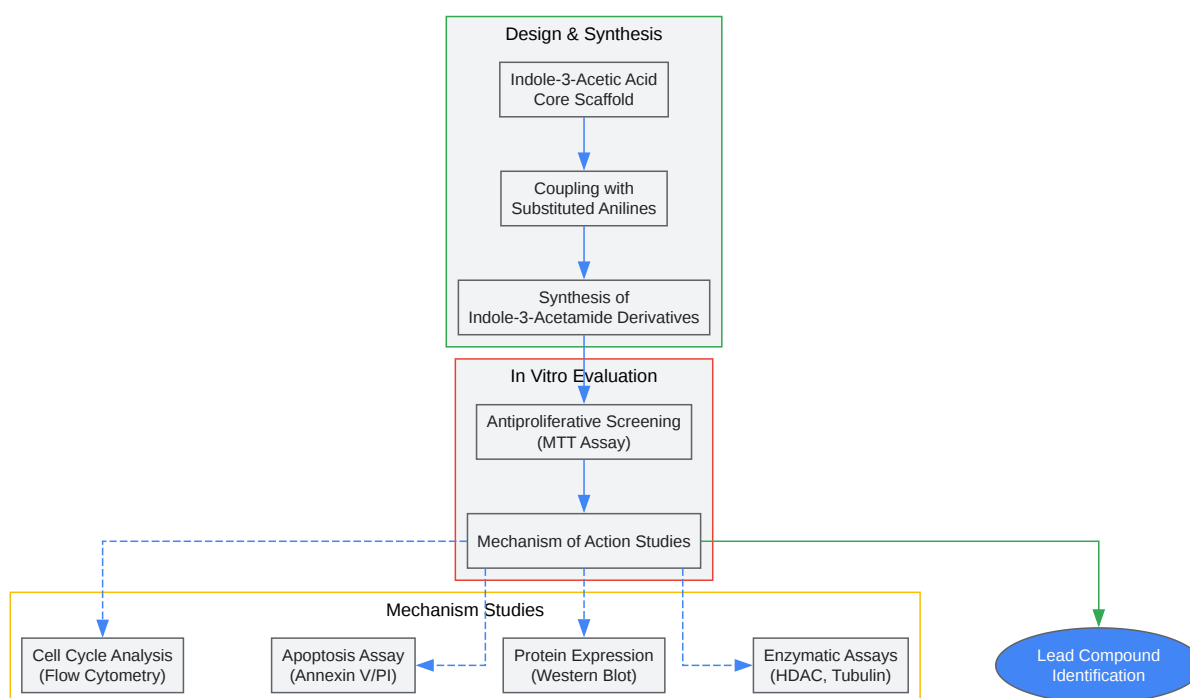 Design & Synthesis
Indole-3-Acetic Acid
Core Scaffold
Coupling with
Substituted Anilines
Synthesis of
Indole-3-Acetamide Derivatives
In Vitro Evaluation
Antiproliferative Screening
(MTT Assay)
Mechanism of Action Studies
Mechanism Studies
Cell Cycle Analysis
(Flow Cytometry)
Apoptosis Assay
(Annexin V/PI)
Protein Expression
(Western Blot)
Enzymatic Assays
(HDAC, Tubulin)
Lead Compound
Identification